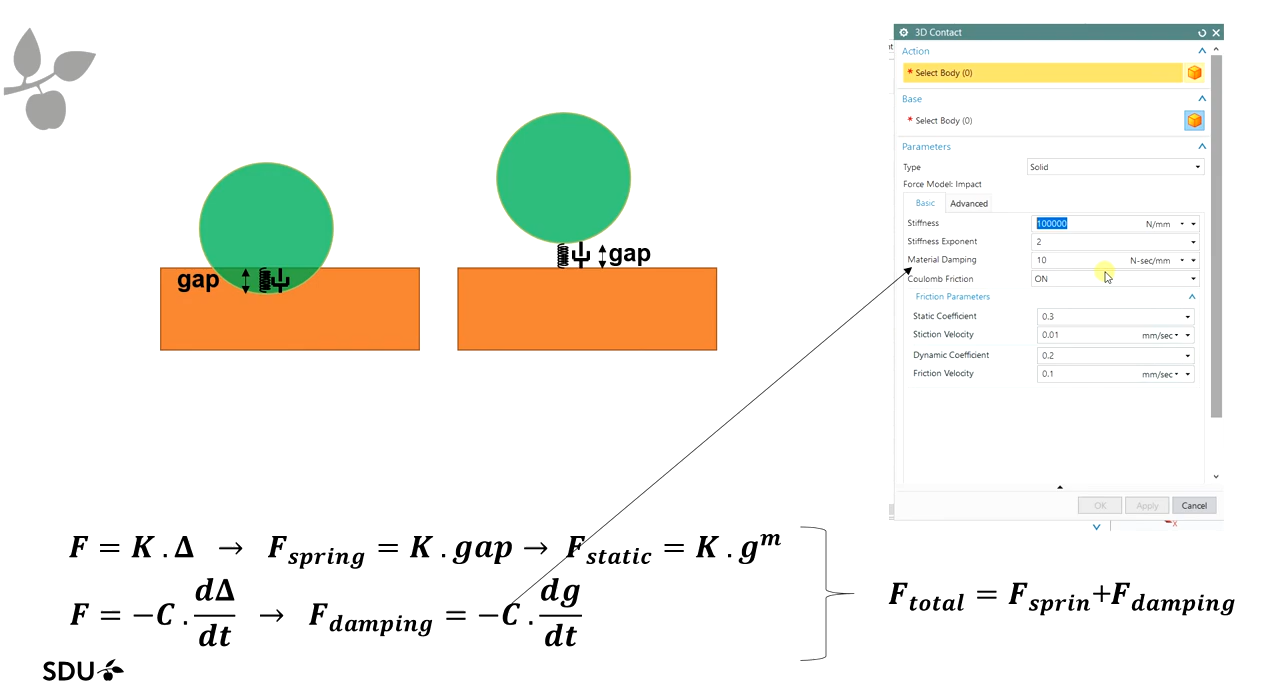 3D Contact
Action
* Select Body (0)
Base
* Select Body (0)
Parameters
Type Solid
Force Model: Impact
Basic Advanced
Stiffness 100000 N/mm
Stiffness Exponent 2
Material Damping 10 N-sec/mm
Coulomb Friction ON
Friction Parameters
Static Coefficient 0.3
Stiction Velocity 0.01 mm/sec
Dynamic Coefficient 0.2
Friction Velocity 0.1 mm/sec
OK Apply Cancel
gap
gap
F = K . Δ → F_spring = K . gap → F_static = K . g^m
F = −C . dΔ/dt → F_damping = −C . dg/dt
F_total = F_sprin+F_damping
SDU